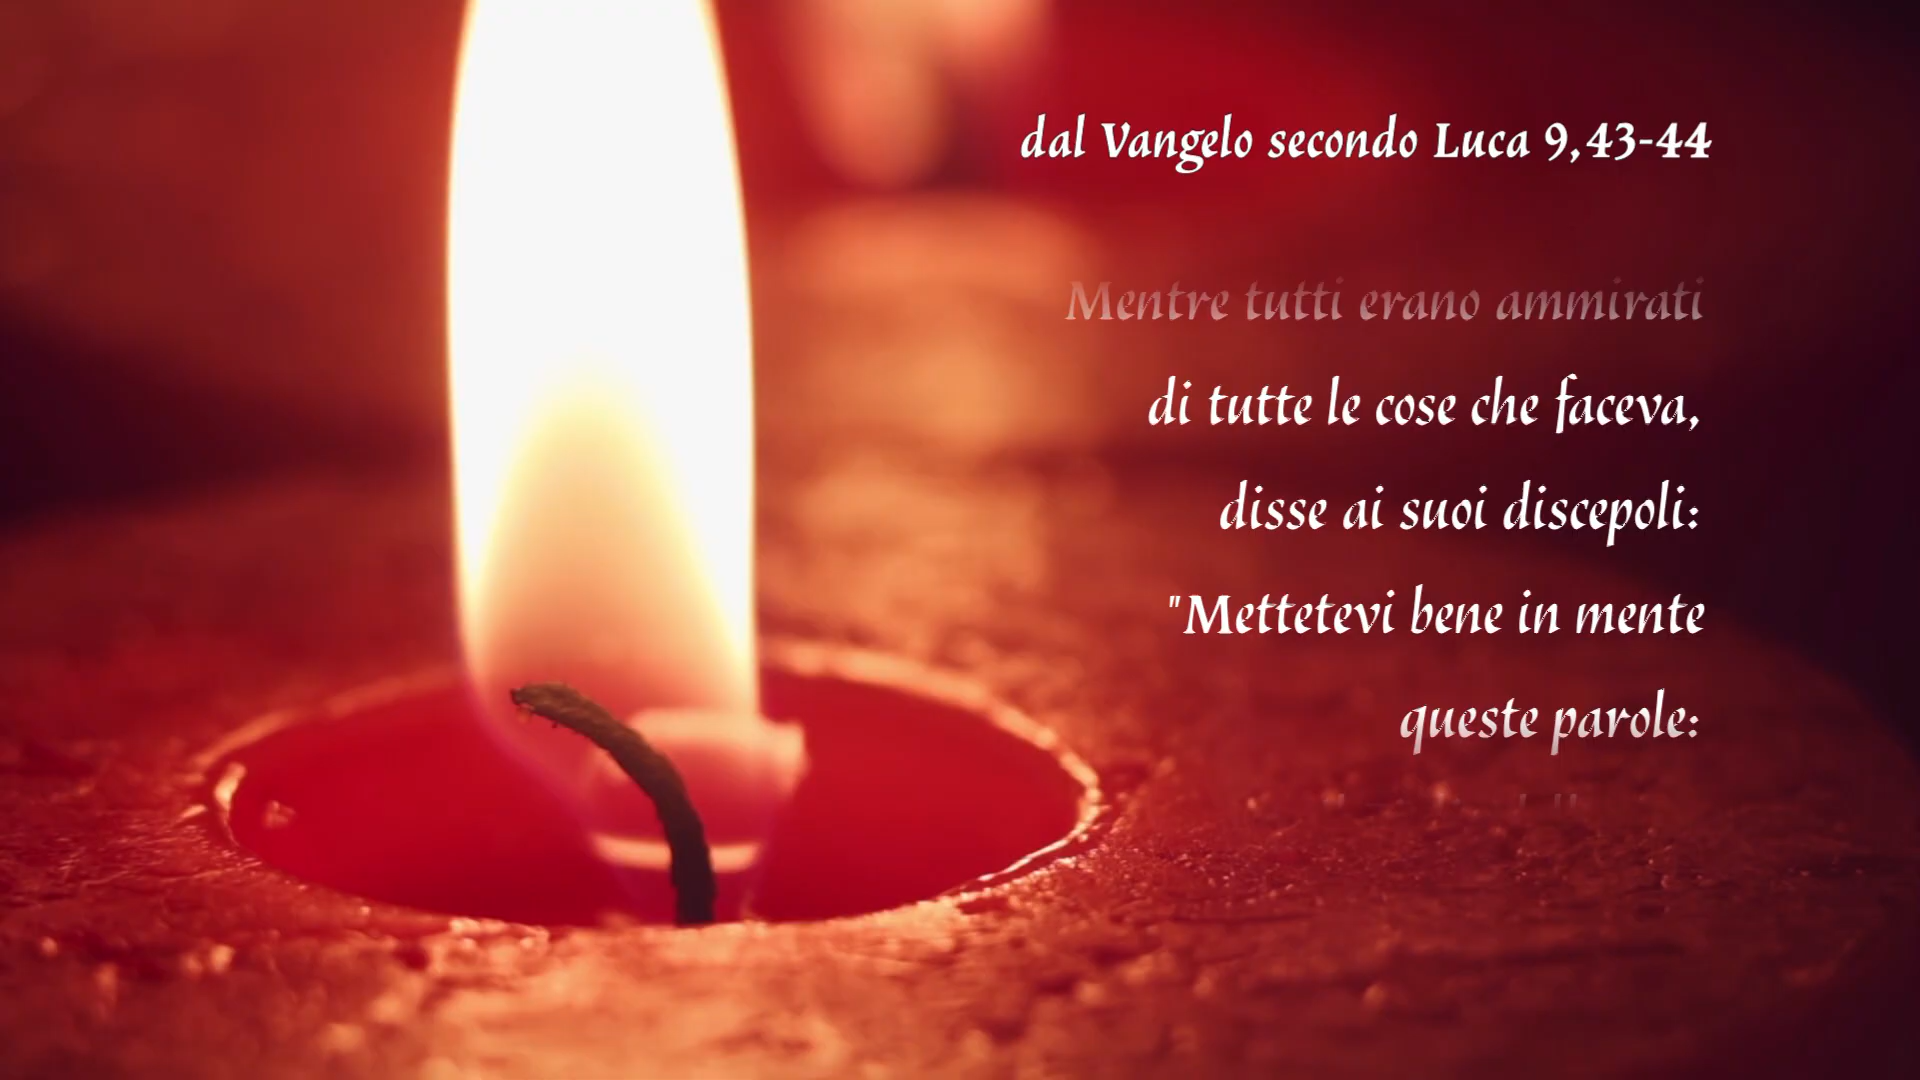 dal Vangelo secondo Luca 9,43-44
Mentre tutti erano ammirati
di tutte le cose che faceva,
disse ai suoi discepoli:
"Mettetevi bene in mente
queste parole: